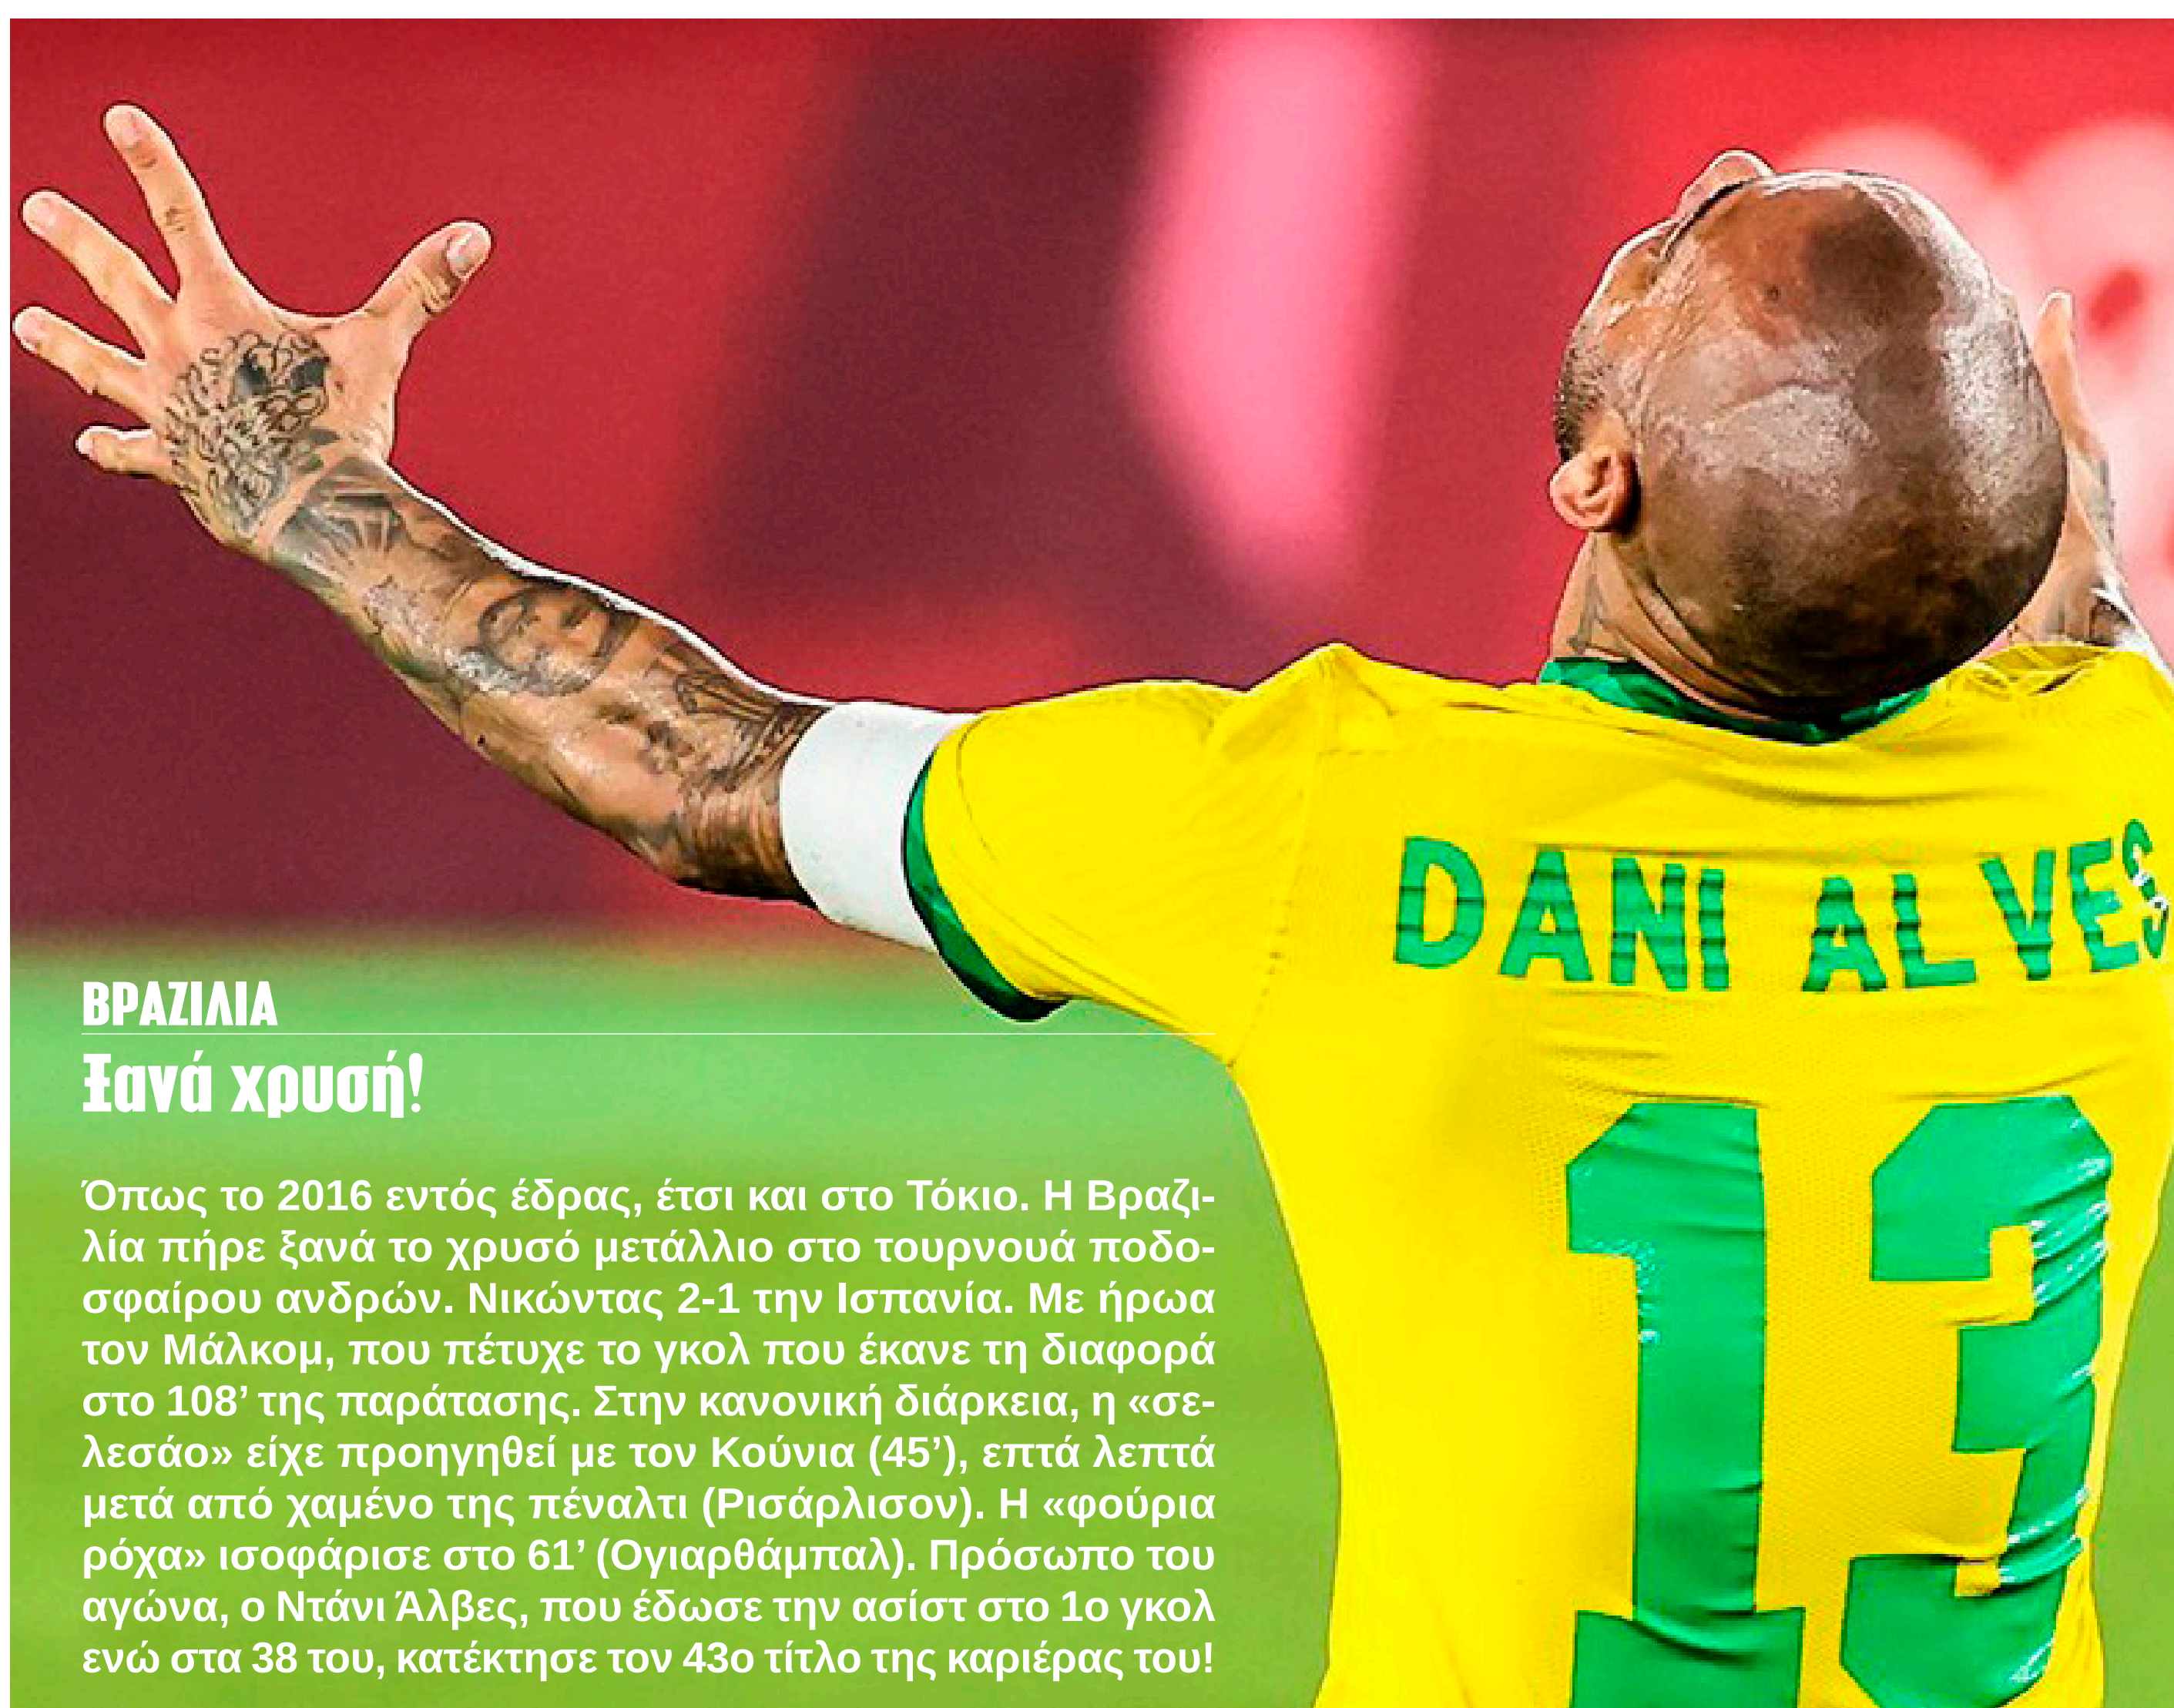 ΒΡΑΖΙΛΙΑ
Ξανά χρυσή!
Όπως το 2016 εντός έδρας, έτσι και στο Τόκιο. Η Βραζι-
λία πήρε ξανά το χρυσό μετάλλιο στο τουρνουά ποδο-
σφαίρου ανδρών. Νικώντας 2-1 την Ισπανία. Με ήρωα
τον Μάλκομ, που πέτυχε το γκολ που έκανε τη διαφορά
στο 108’ της παράτασης. Στην κανονική διάρκεια, η «σε-
λεσάο» είχε προηγηθεί με τον Κούνια (45’), επτά λεπτά
μετά από χαμένο της πέναλτι (Ρισάρλισον). Η «φούρια
ρόχα» ισοφάρισε στο 61’ (Ογιαρθάμπαλ). Πρόσωπο του
αγώνα, ο Ντάνι Άλβες, που έδωσε την ασίστ στο 1ο γκολ
ενώ στα 38 του, κατέκτησε τον 43ο τίτλο της καριέρας του!
DANI ALVES
13